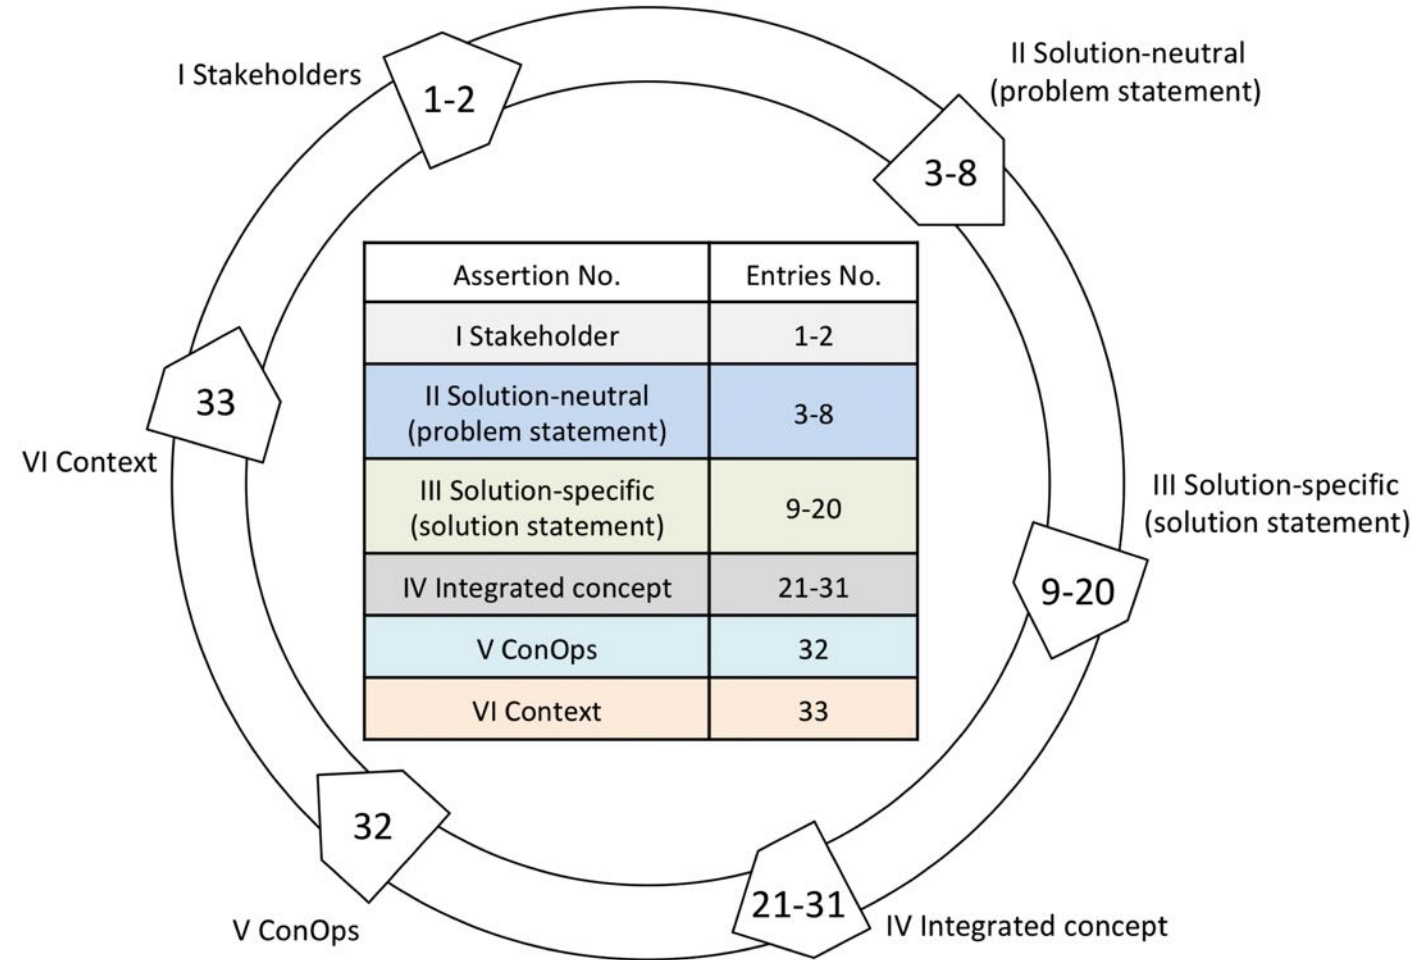 I Stakeholders
1-2
II Solution-neutral
(problem statement)
3-8
Assertion No. Entries No.
I Stakeholder 1-2
II Solution-neutral
(problem statement) 3-8
III Solution-specific
(solution statement) 9-20
IV Integrated concept 21-31
V ConOps 32
VI Context 33
33
VI Context
III Solution-specific
(solution statement)
9-20
32
V ConOps
21-31
IV Integrated concept